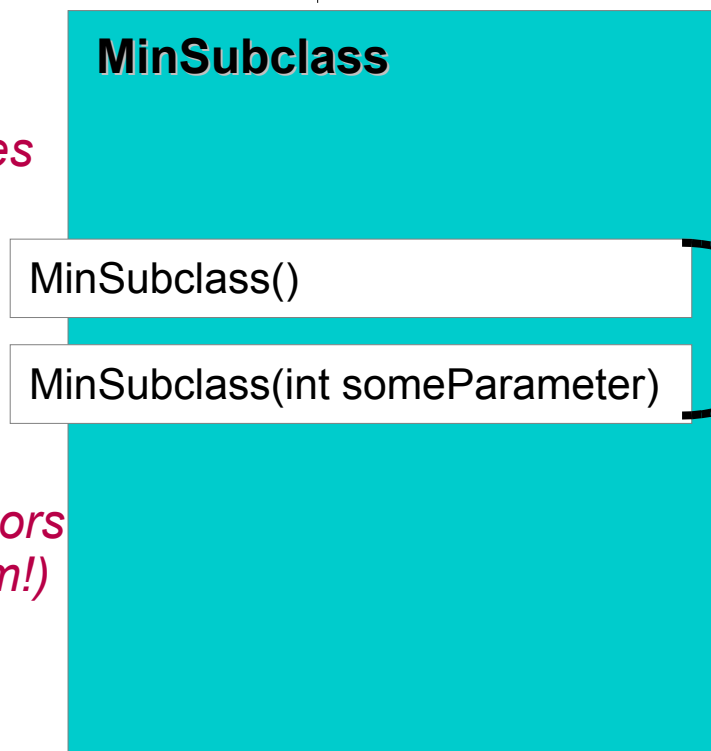 MinSubclass
es
MinSubclass()
MinSubclass(int someParameter)
ors
m!)